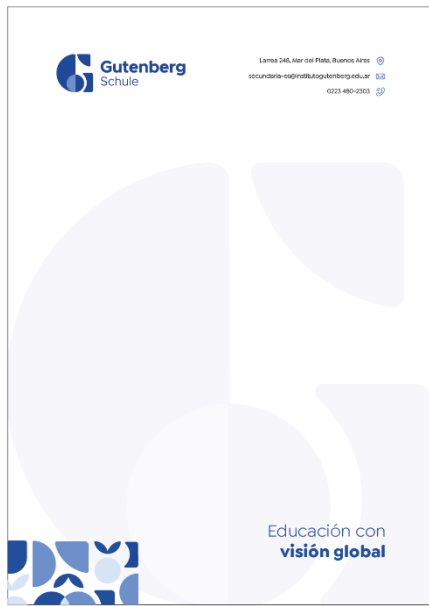 Gutenberg
Schule
Larrea 248, Mar del Plata, Buenos Aires
secundaria-es@institutogutenberg.edu.ar
0223 480-2303
Educación con
visión global